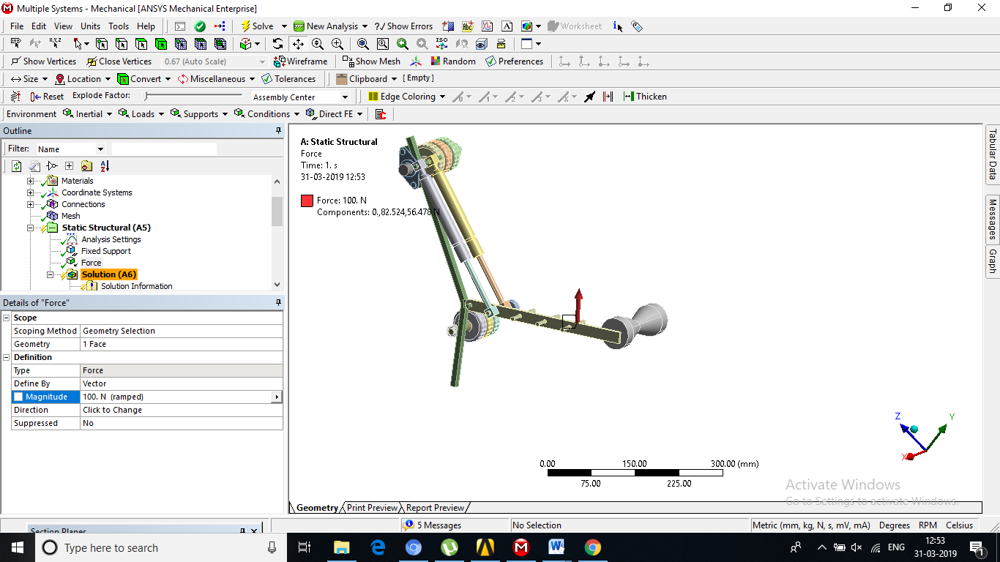 Multiple Systems - Mechanical [ANSYS Mechanical Enterprise]
File Edit View Units Tools Help Solve New Analysis ?/ Show Errors A Worksheet
Show Vertices Close Vertices 0.67 (Auto Scale) Wireframe Show Mesh Random Preferences
Size Location Convert Miscellaneous Tolerances Clipboard [ Empty ]
Reset Explode Factor: Assembly Center Edge Coloring Thicken
Environment Inertial Loads Supports Conditions Direct FE
Outline
Filter: Name
Materials
Coordinate Systems
Connections
Mesh
Static Structural (A5)
Analysis Settings
Fixed Support
Force
Solution (A6)
Solution Information
Details of "Force"
Scope
Scoping Method Geometry Selection
Geometry 1 Face
Definition
Type Force
Define By Vector
Magnitude 100. N (ramped)
Direction Click to Change
Suppressed No
A: Static Structural
Force
Time: 1. s
31-03-2019 12:53
Force: 100. N
Components: 0.,82.524,56.478 N
Z Y
X
0.00 150.00 300.00 (mm)
75.00 225.00
Activate Windows
Go to Settings to activate Windows.
Tabular Data
Messages
Graph
Geometry Print Preview Report Preview
Section Planes
5 Messages No Selection Metric (mm, kg, N, s, mV, mA) Degrees RPM Celsius
Type here to search
ENG 12:53
31-03-2019
1